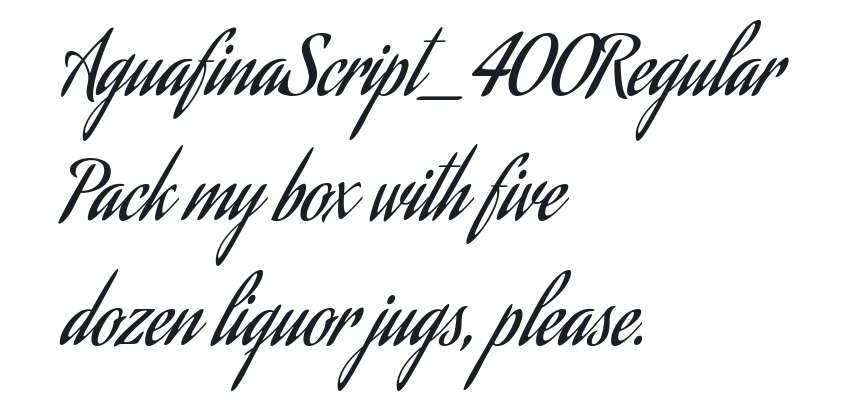 AguafinaScript_400Regular
Pack my box with five
dozen liquor jugs, please.